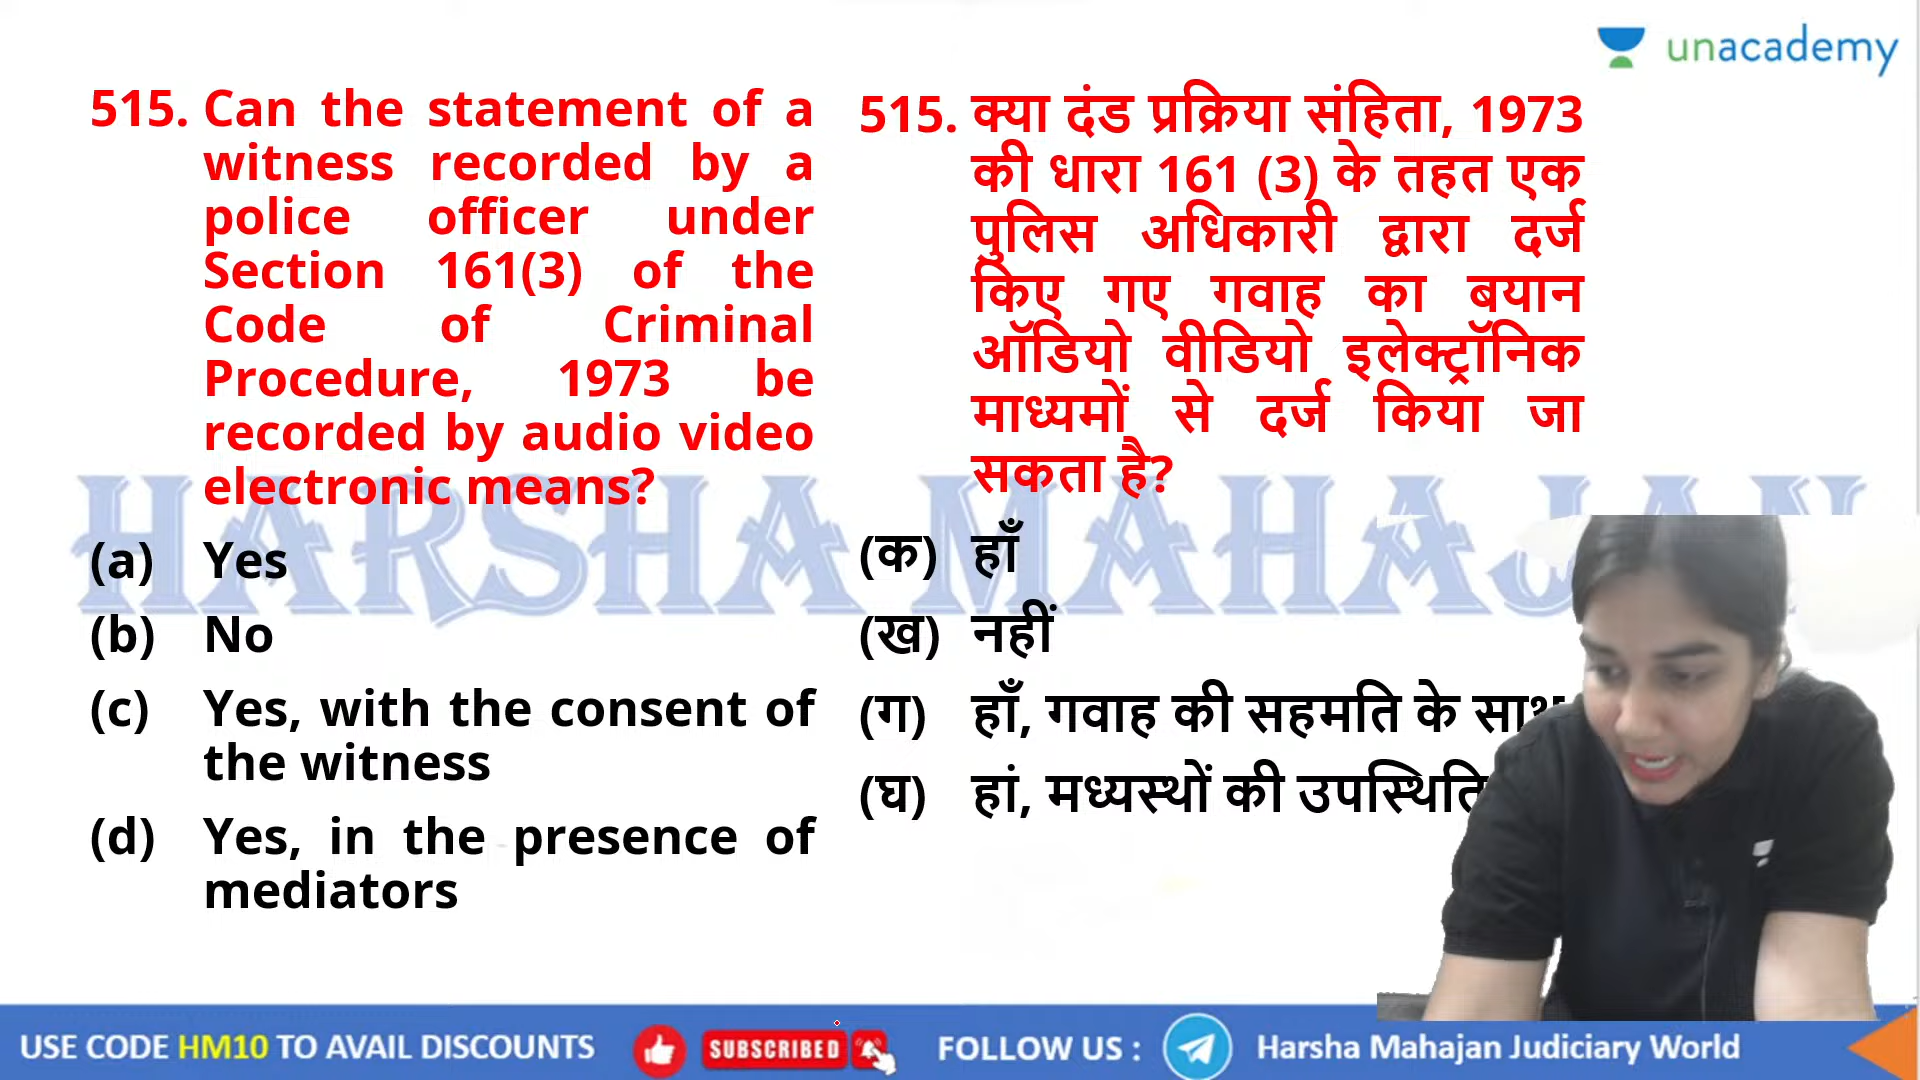 unacademy
515. Can the statement of a
witness recorded by a
police officer under
Section 161(3) of the
Code of Criminal
Procedure, 1973 be
recorded by audio video
electronic means?
(a) Yes
(b) No
(c) Yes, with the consent of
the witness
(d) Yes, in the presence of
mediators
515. क्या दंड प्रक्रिया संहिता, 1973
की धारा 161 (3) के तहत एक
पुलिस अधिकारी द्वारा दर्ज
किए गए गवाह का बयान
ऑडियो वीडियो इलेक्ट्रॉनिक
माध्यमों से दर्ज किया जा
सकता है?
(क) हाँ
(ख) नहीं
(ग) हाँ, गवाह की सहमति के साथ
(घ) हां, मध्यस्थों की उपस्थिति
HARSHA MAHAJAN
USE CODE HM10 TO AVAIL DISCOUNTS
SUBSCRIBED
FOLLOW US :
Harsha Mahajan Judiciary World